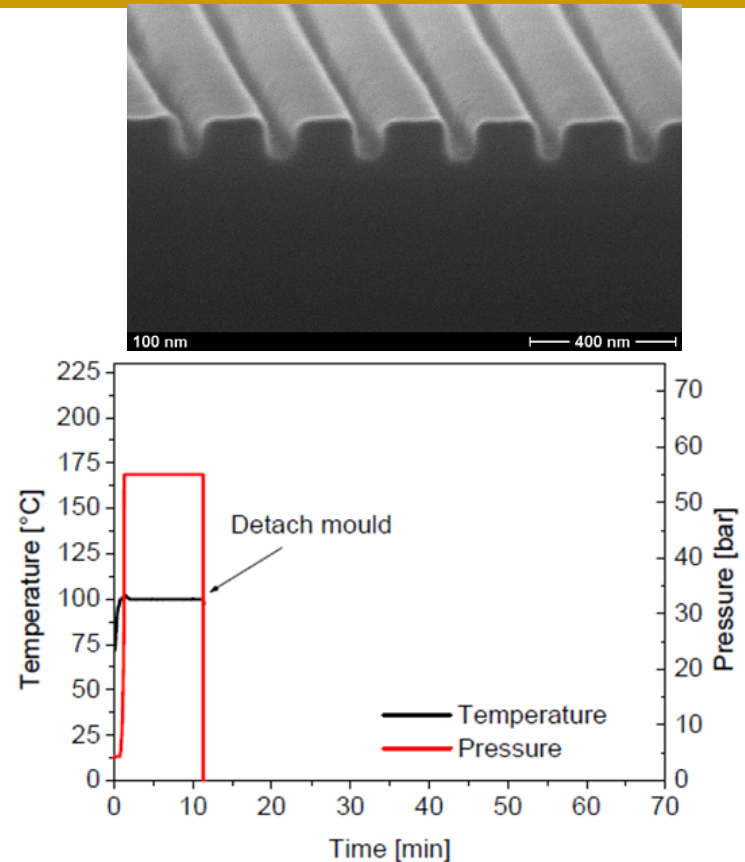 100 nm
400 nm
225
200
175
150
125
100
75
50
25
0
Temperature [°C]
70
60
50
40
30
20
10
0
Pressure [bar]
Detach mould
Temperature
Pressure
0 10 20 30 40 50 60 70
Time [min]